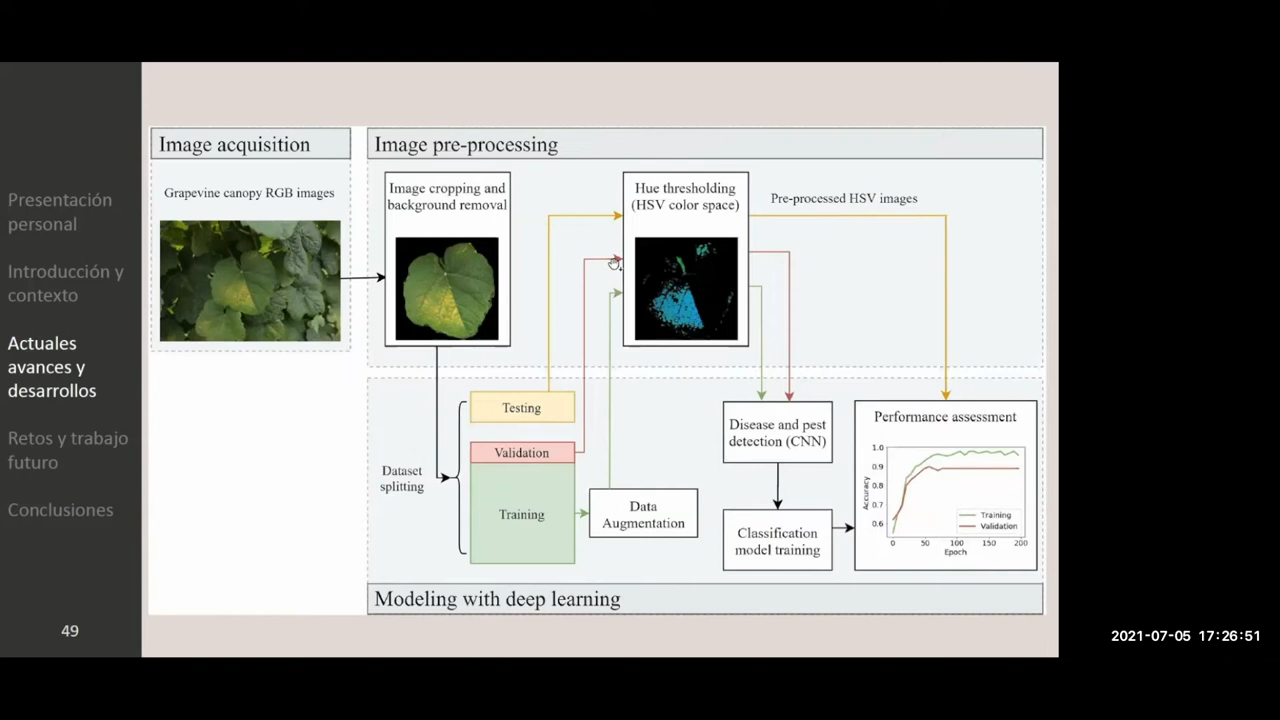 Presentación
personal
Introducción y
contexto
Actuales
avances y
desarrollos
Retos y trabajo
futuro
Conclusiones
49
Image acquisition
Grapevine canopy RGB images
Image pre-processing
Image cropping and
background removal
Hue thresholding
(HSV color space)
Pre-processed HSV images
Dataset
splitting
Testing
Validation
Training
Data
Augmentation
Disease and pest
detection (CNN)
Classification
model training
Performance assessment
Accuracy
1.0
0.9
0.8
0.7
0.6
Training
Validation
0 50 100 150 200
Epoch
Modeling with deep learning
2021-07-05 17:26:51